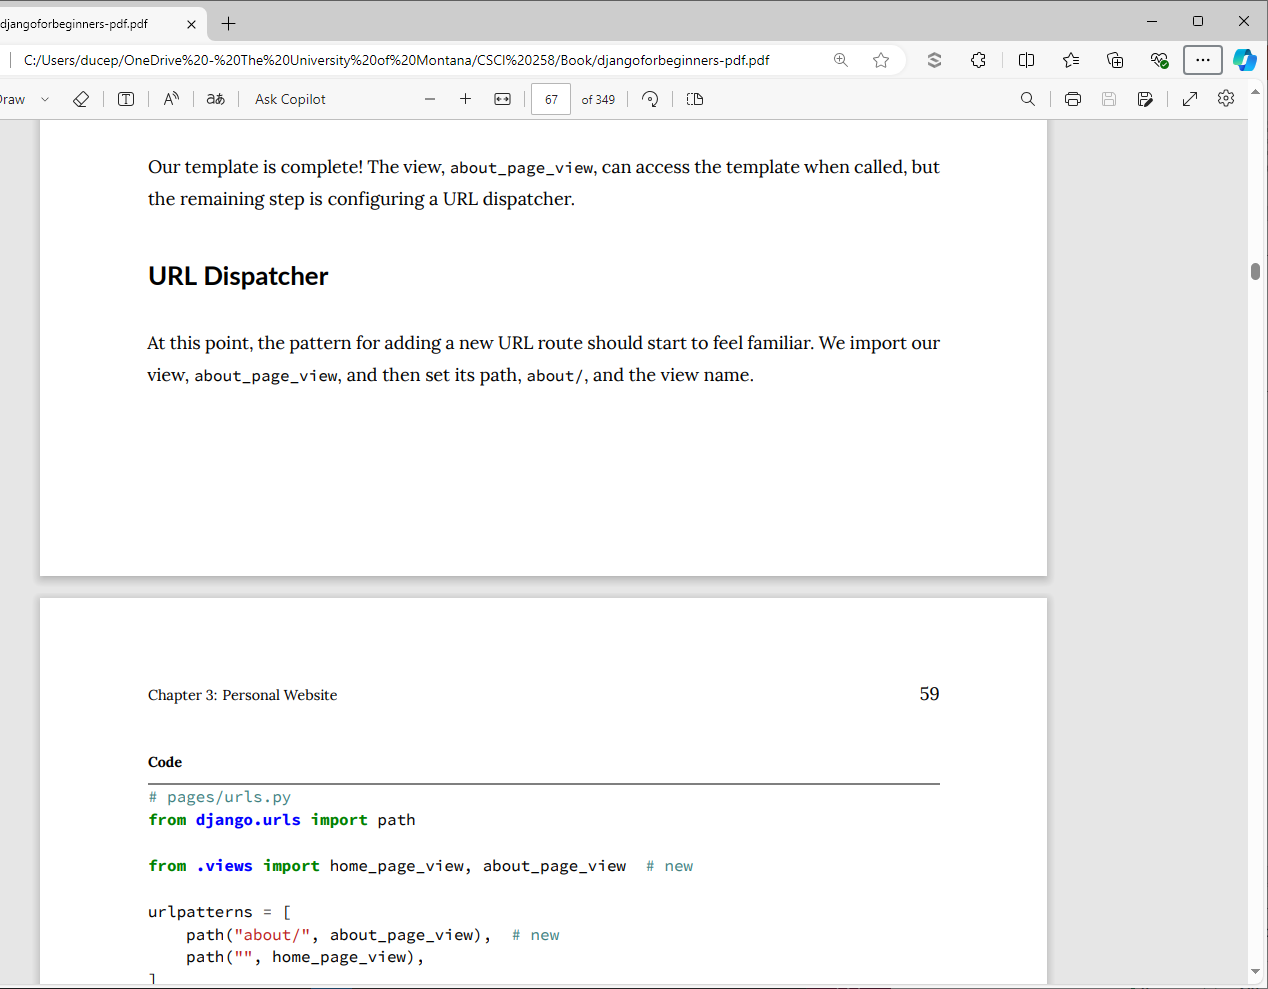 djangoforbeginners-pdf.pdf
C:/Users/ducep/OneDrive%20-%20The%20University%20of%20Montana/CSCI%20258/Book/djangoforbeginners-pdf.pdf
raw
Ask Copilot
67 of 349
Our template is complete! The view, about_page_view, can access the template when called, but
the remaining step is configuring a URL dispatcher.
URL Dispatcher
At this point, the pattern for adding a new URL route should start to feel familiar. We import our
view, about_page_view, and then set its path, about/, and the view name.
Chapter 3: Personal Website 59
Code
# pages/urls.py
from django.urls import path
from .views import home_page_view, about_page_view # new
urlpatterns = [
    path("about/", about_page_view), # new
    path("", home_page_view),
]